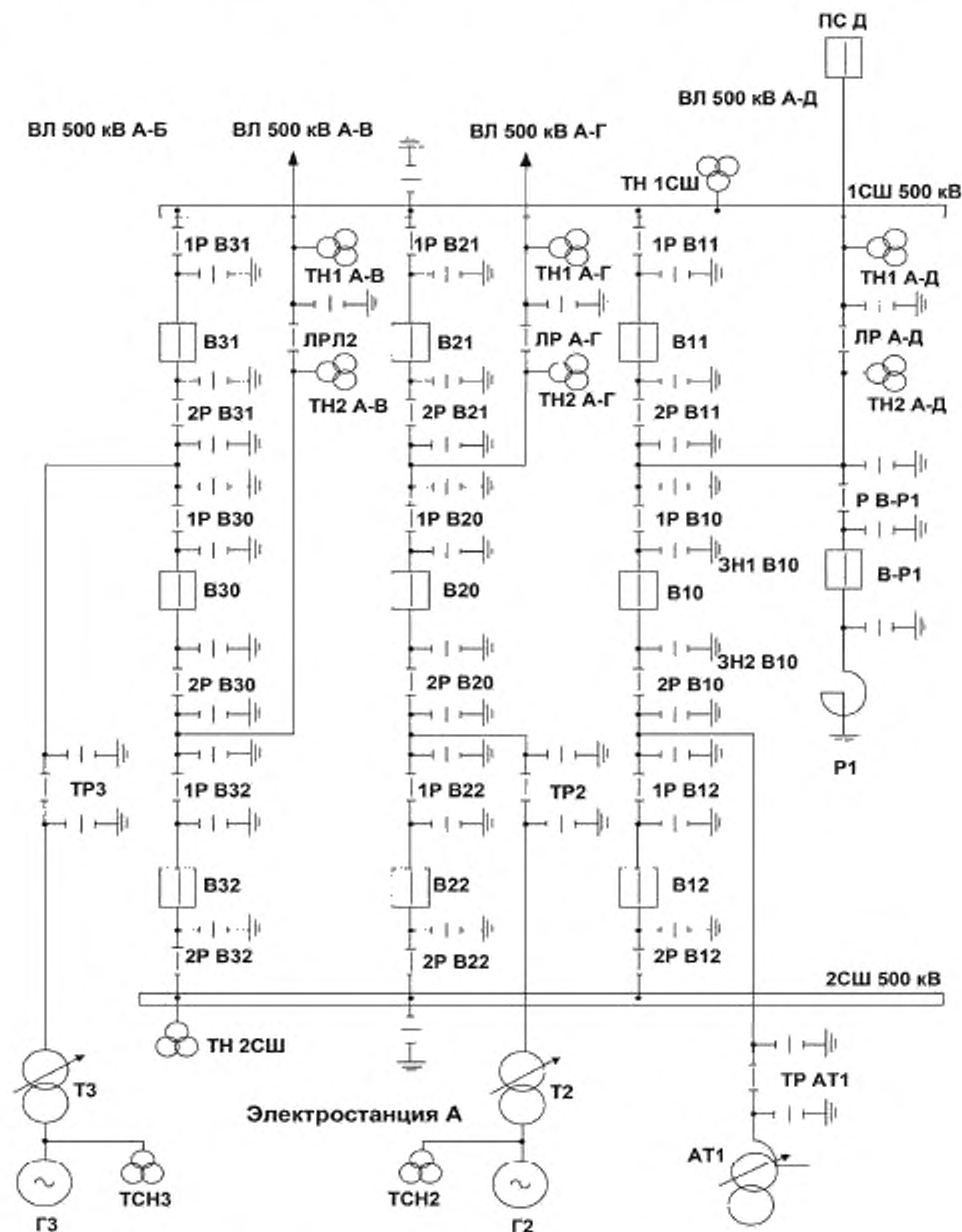 ПС Д
ВЛ 500 кВ А-Д
ВЛ 500 кВ А-Б
ВЛ 500 кВ А-В
ВЛ 500 кВ А-Г
ТН 1СШ
1СШ 500 кВ
1Р В31
1Р В21
1Р В11
ТН1 А-В
ТН1 А-Г
ТН1 А-Д
В31
ЛРЛ2
В21
ЛР А-Г
В11
ЛР А-Д
2Р В31
ТН2 А-В
2Р В21
ТН2 А-Г
2Р В11
ТН2 А-Д
1Р В30
1Р В20
1Р В10
Р В-Р1
ЗН1 В10
В30
В20
В10
В-Р1
ЗН2 В10
2Р В30
2Р В20
2Р В10
Р1
ТР3
1Р В32
1Р В22
ТР2
1Р В12
В32
В22
В12
2Р В32
2Р В22
2Р В12
2СШ 500 кВ
ТН 2СШ
Т3
Т2
ТР АТ1
Электростанция А
АТ1
ТСН3
ТСН2
Г3
Г2